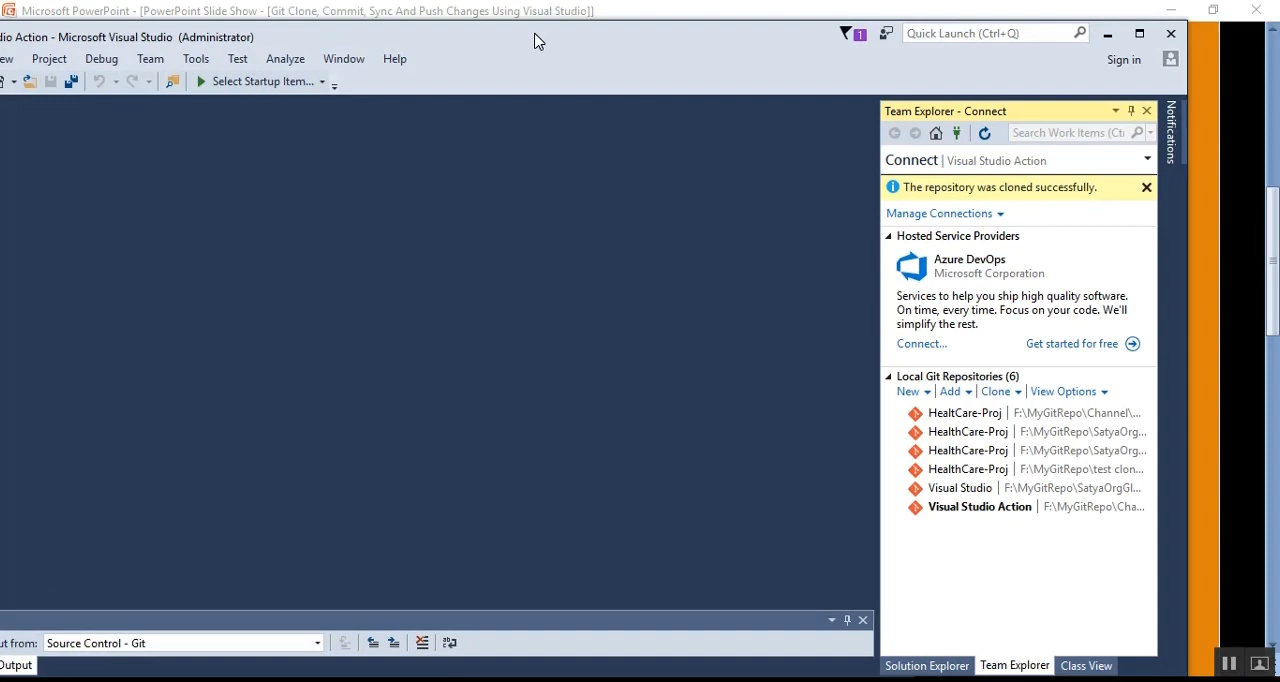 Microsoft PowerPoint - [PowerPoint Slide Show - [Git Clone, Commit, Sync And Push Changes Using Visual Studio]]
dio Action - Microsoft Visual Studio (Administrator)
1
Quick Launch (Ctrl+Q)
ew Project Debug Team Tools Test Analyze Window Help
Sign in
Select Startup Item...
Team Explorer - Connect
Notifications
Search Work Items (Ctr
Connect | Visual Studio Action
The repository was cloned successfully.
Manage Connections
Hosted Service Providers
Azure DevOps
Microsoft Corporation
Services to help you ship high quality software.
On time, every time. Focus on your code. We'll
simplify the rest.
Connect...
Get started for free
Local Git Repositories (6)
New | Add | Clone | View Options
HealtCare-Proj | F:\MyGitRepo\Channel\...
HealthCare-Proj | F:\MyGitRepo\SatyaOrg...
HealthCare-Proj | F:\MyGitRepo\SatyaOrg...
HealthCare-Proj | F:\MyGitRepo\test clon...
Visual Studio | F:\MyGitRepo\SatyaOrgGl...
Visual Studio Action | F:\MyGitRepo\Cha...
ut from: Source Control - Git
Output
Solution Explorer Team Explorer Class View